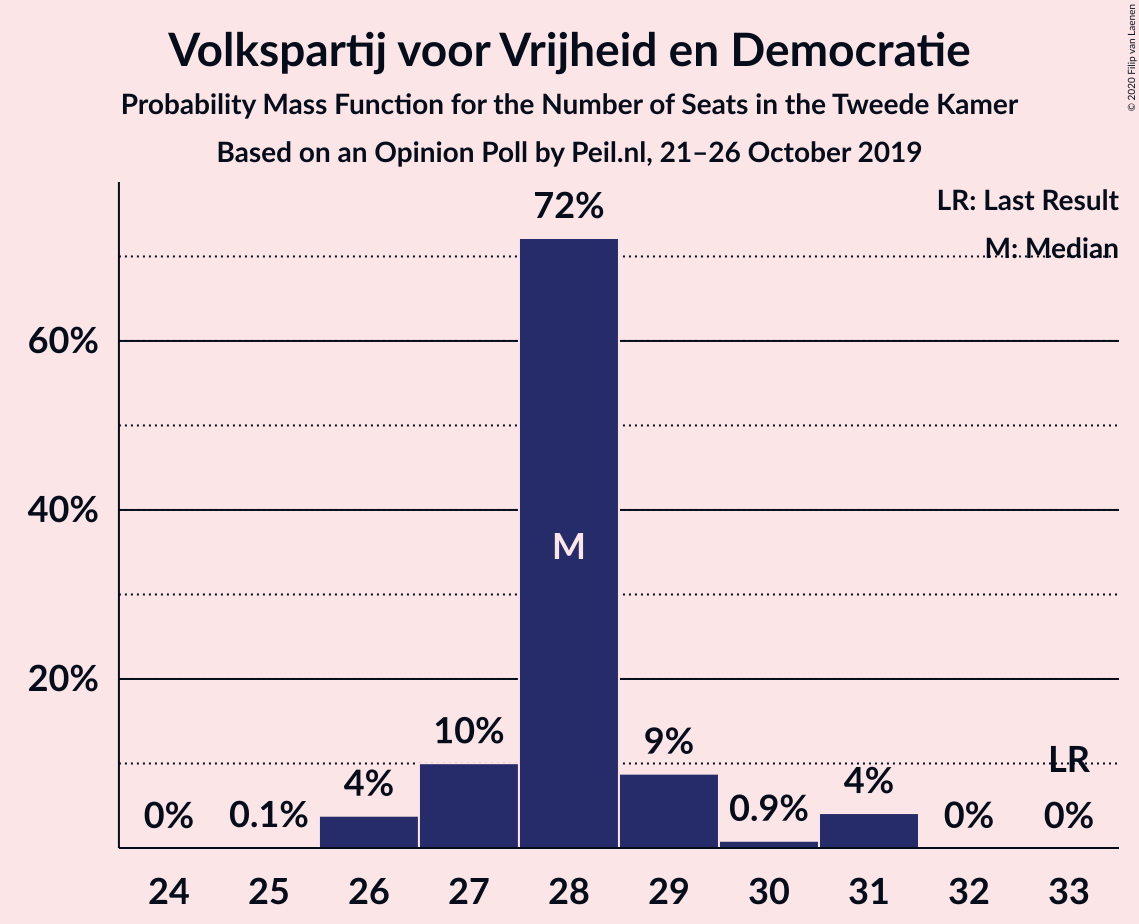 Volkspartij voor Vrijheid en Democratie
Probability Mass Function for the Number of Seats in the Tweede Kamer
Based on an Opinion Poll by Peil.nl, 21–26 October 2019
© 2020 Filip van Laenen
LR: Last Result
M: Median
60%
40%
20%
0%
0.1%
4%
10%
72%
M
9%
0.9%
4%
0%
LR
0%
24 25 26 27 28 29 30 31 32 33